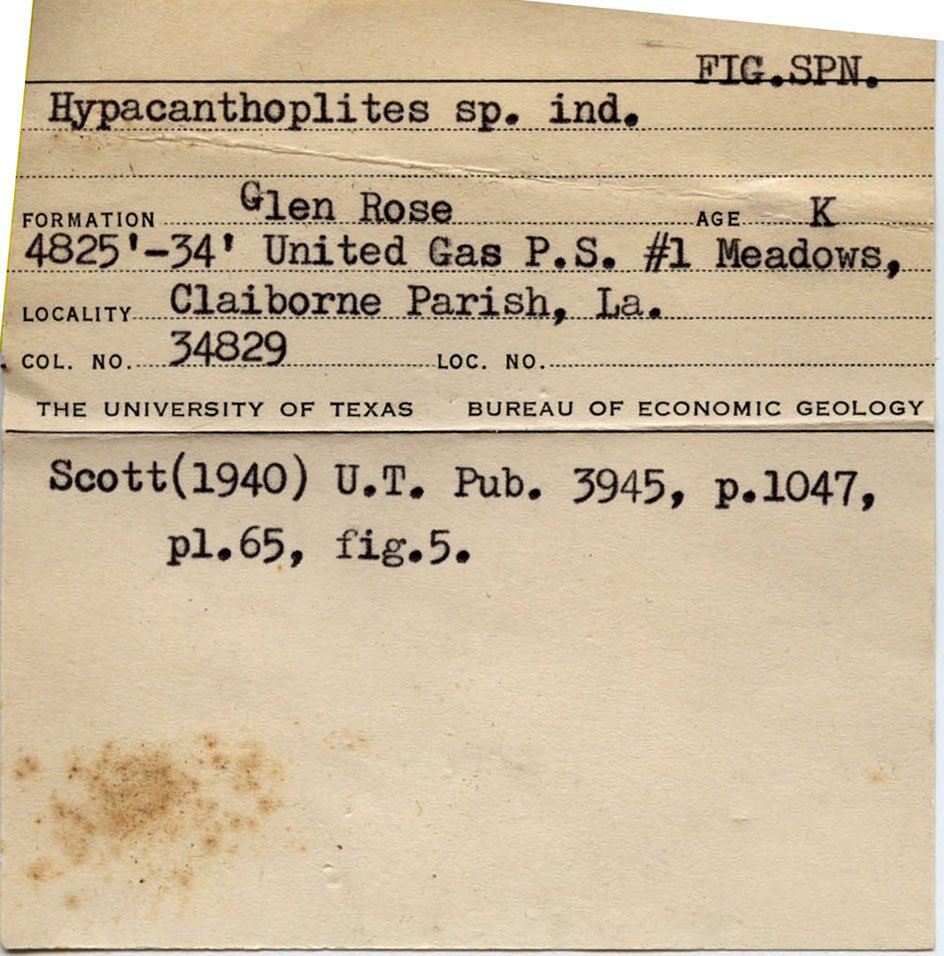 FIG.SPN.
Hypacanthoplites sp. ind.
FORMATION Glen Rose AGE K
4825'-34' United Gas P.S. #1 Meadows,
LOCALITY Claiborne Parish, La.
COL. NO. 34829 LOC. NO.
THE UNIVERSITY OF TEXAS BUREAU OF ECONOMIC GEOLOGY
Scott(1940) U.T. Pub. 3945, p.1047,
pl.65, fig.5.